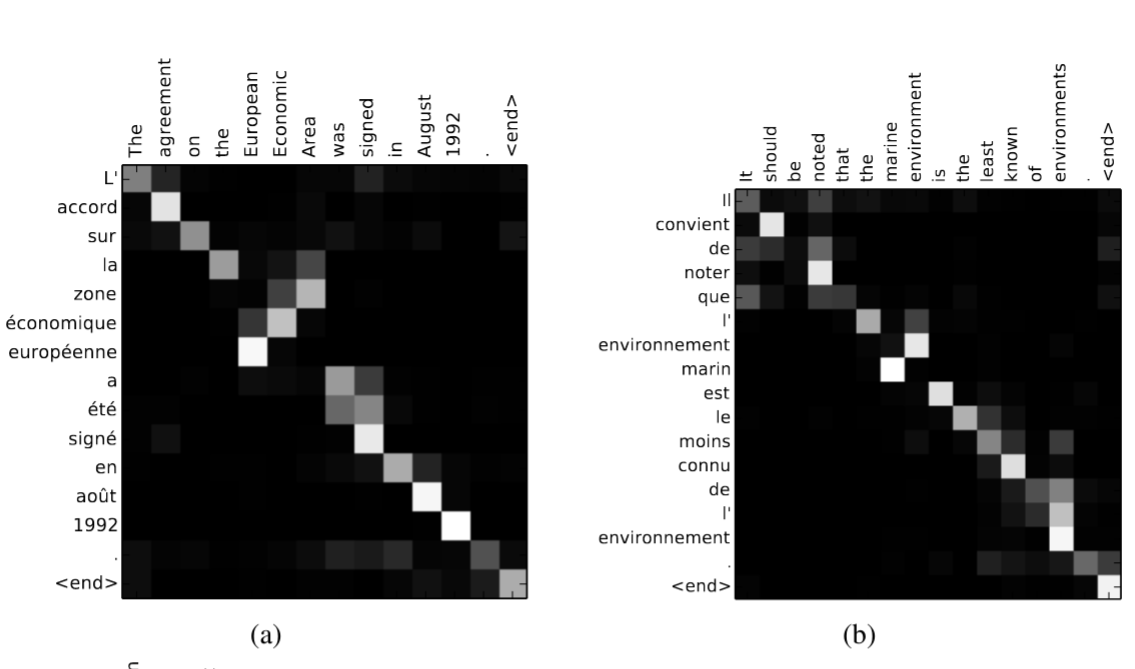 The agreement on the European Economic Area was signed in August 1992 . <end>
L'
accord
sur
la
zone
économique
européenne
a
été
signé
en
août
1992
.
<end>
(a)
It should be noted that the marine environment is the least known of environments . <end>
Il
convient
de
noter
que
l'
environnement
marin
est
le
moins
connu
de
l'
environnement
.
<end>
(b)